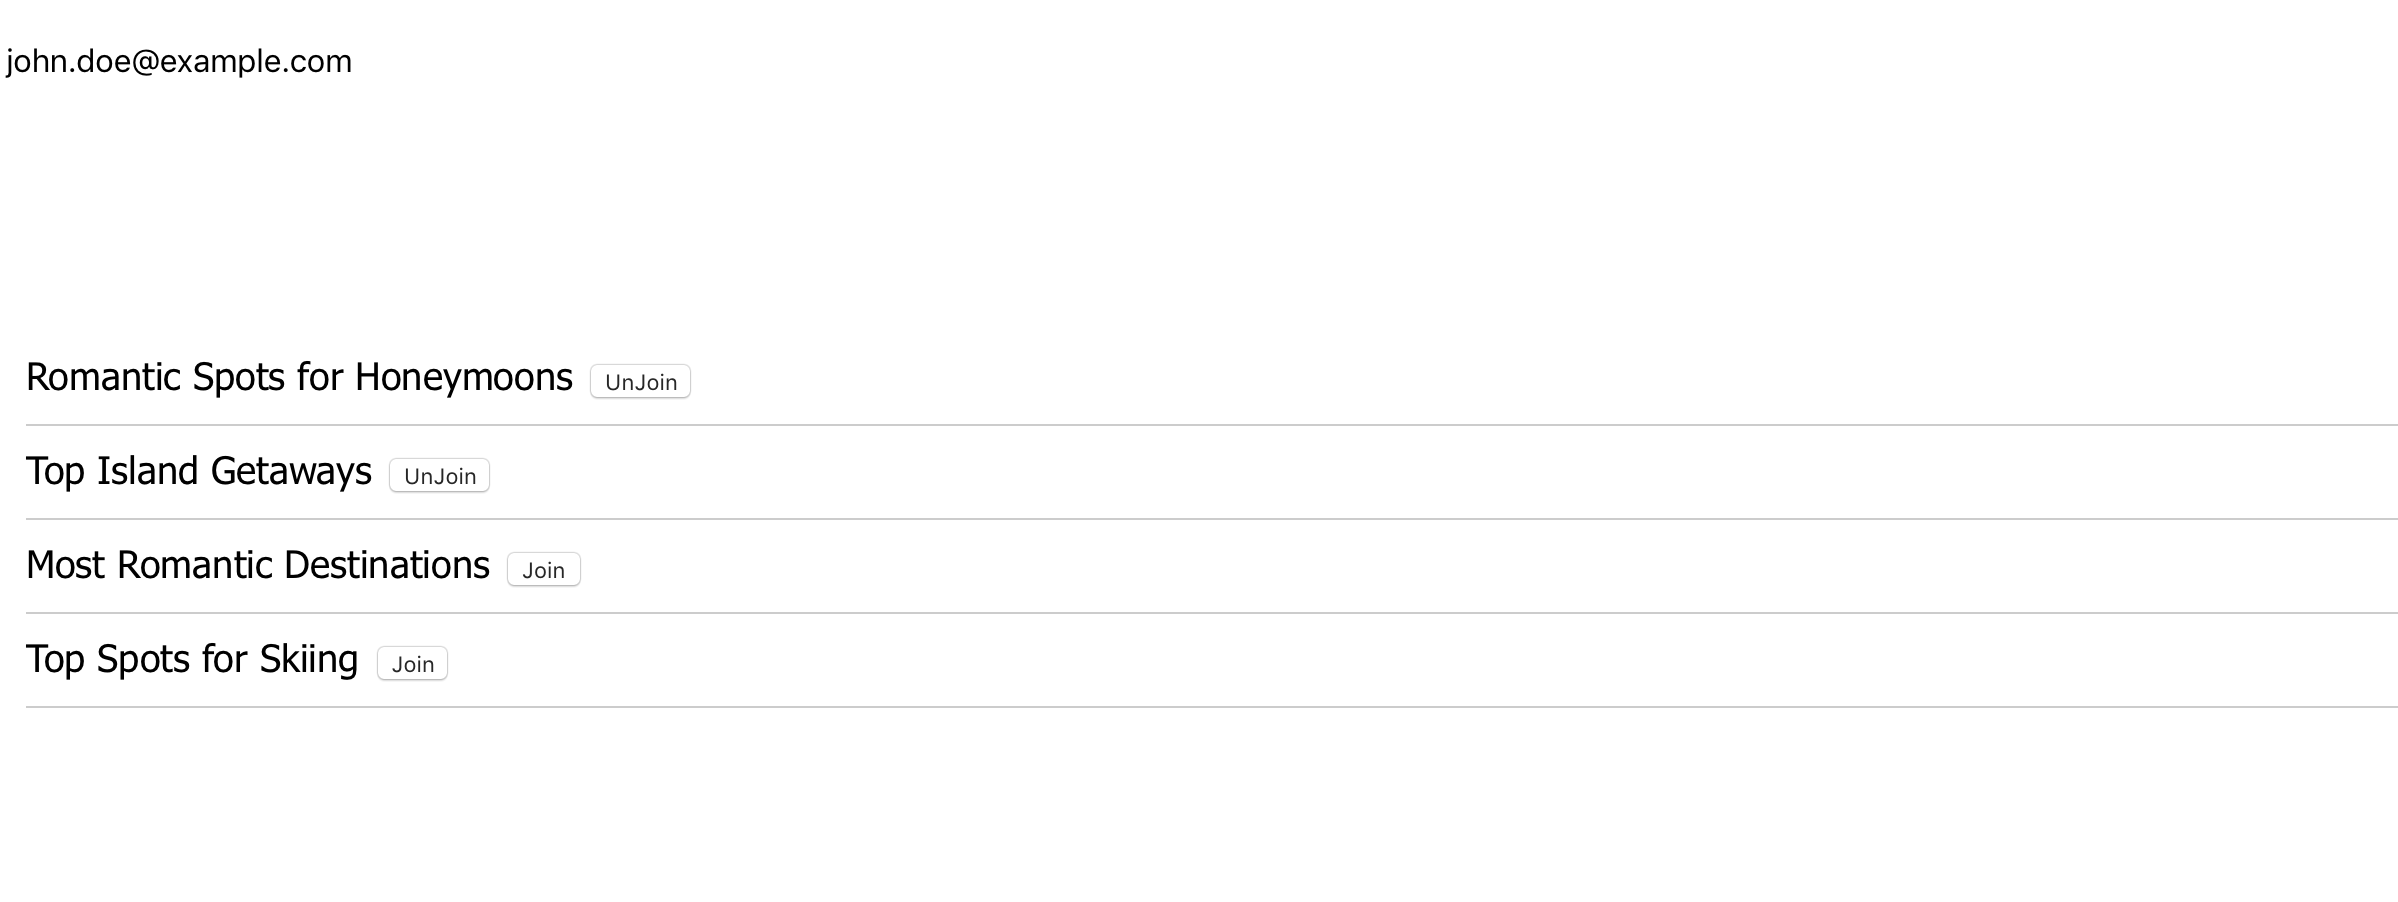 john.doe@example.com
Romantic Spots for Honeymoons UnJoin
Top Island Getaways UnJoin
Most Romantic Destinations Join
Top Spots for Skiing Join